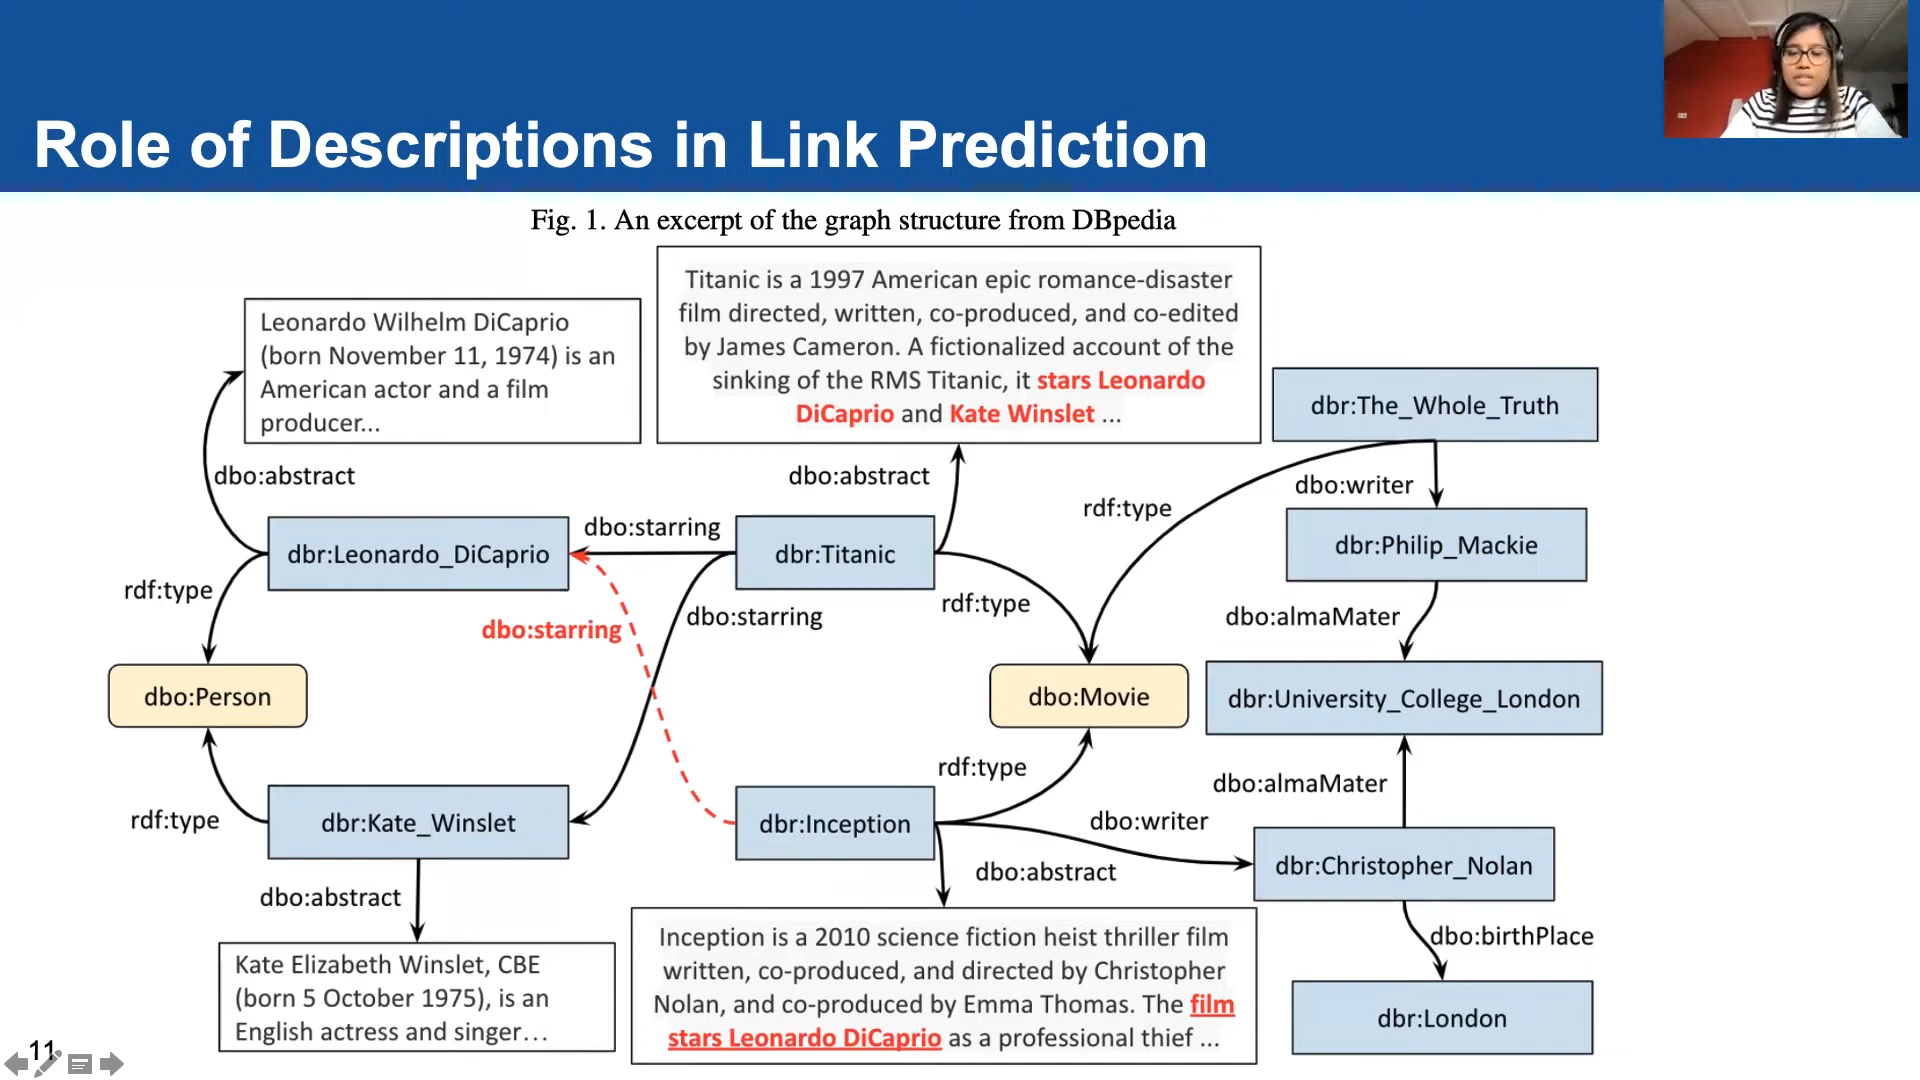 Role of Descriptions in Link Prediction
Fig. 1. An excerpt of the graph structure from DBpedia
Leonardo Wilhelm DiCaprio
(born November 11, 1974) is an
American actor and a film
producer...
Titanic is a 1997 American epic romance-disaster
film directed, written, co-produced, and co-edited
by James Cameron. A fictionalized account of the
sinking of the RMS Titanic, it stars Leonardo
DiCaprio and Kate Winslet ...
dbr:The_Whole_Truth
dbo:abstract
dbo:abstract
rdf:type
dbo:writer
dbr:Leonardo_DiCaprio
dbo:starring
dbr:Titanic
dbr:Philip_Mackie
rdf:type
dbo:starring
dbo:starring
rdf:type
dbo:almaMater
dbo:Person
dbo:Movie
dbr:University_College_London
rdf:type
dbo:almaMater
rdf:type
dbr:Kate_Winslet
dbr:Inception
dbo:writer
dbr:Christopher_Nolan
dbo:abstract
dbo:abstract
dbo:birthPlace
Kate Elizabeth Winslet, CBE
(born 5 October 1975), is an
English actress and singer...
Inception is a 2010 science fiction heist thriller film
written, co-produced, and directed by Christopher
Nolan, and co-produced by Emma Thomas. The film
stars Leonardo DiCaprio as a professional thief ...
dbr:London
11